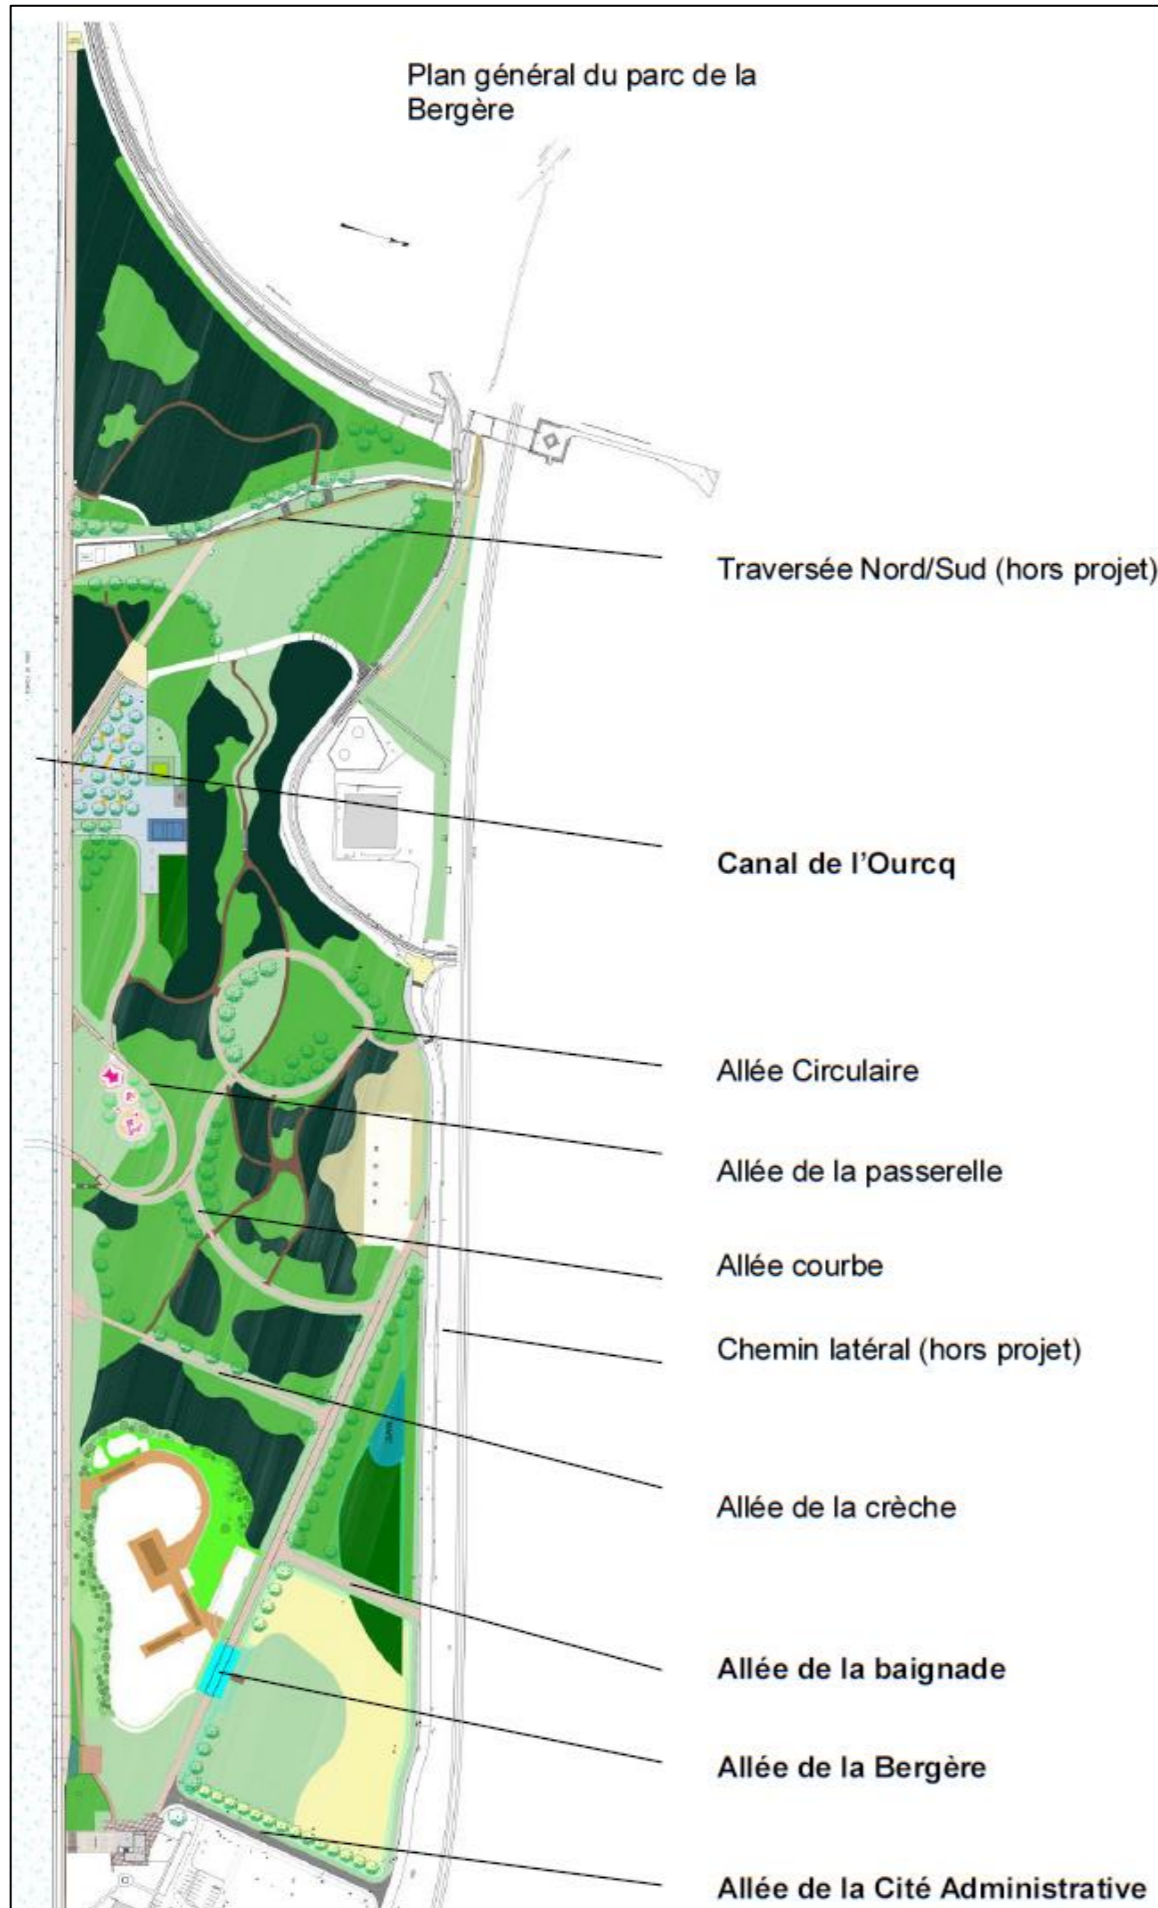 Plan général du parc de la
Bergère
Traversée Nord/Sud (hors projet)
Canal de l'Ourcq
Allée Circulaire
Allée de la passerelle
Allée courbe
Chemin latéral (hors projet)
MARE
Allée de la crèche
Allée de la baignade
Allée de la Bergère
Allée de la Cité Administrative